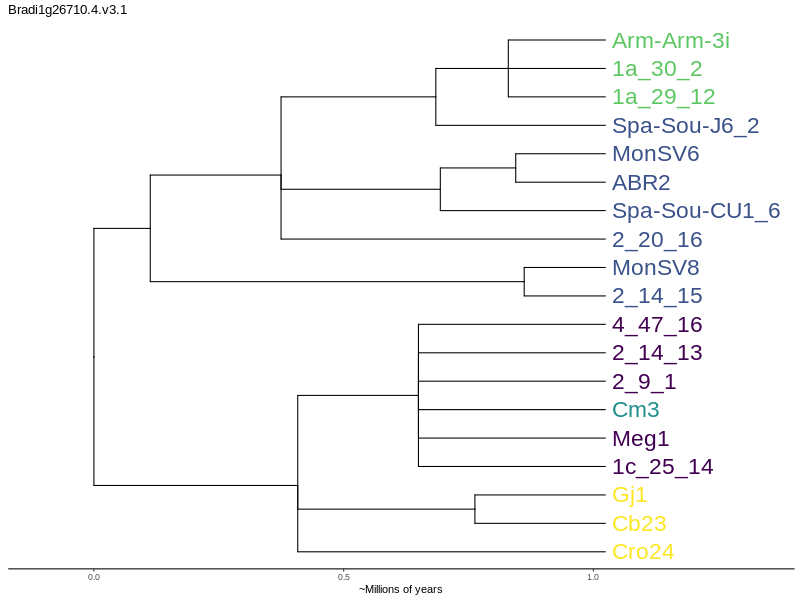 Bradi1g26710.4.v3.1
Arm-Arm-3i
1a_30_2
1a_29_12
Spa-Sou-J6_2
MonSV6
ABR2
Spa-Sou-CU1_6
2_20_16
MonSV8
2_14_15
4_47_16
2_14_13
2_9_1
Cm3
Meg1
1c_25_14
Gj1
Cb23
Cro24
0.0 0.5 1.0
~Millions of years